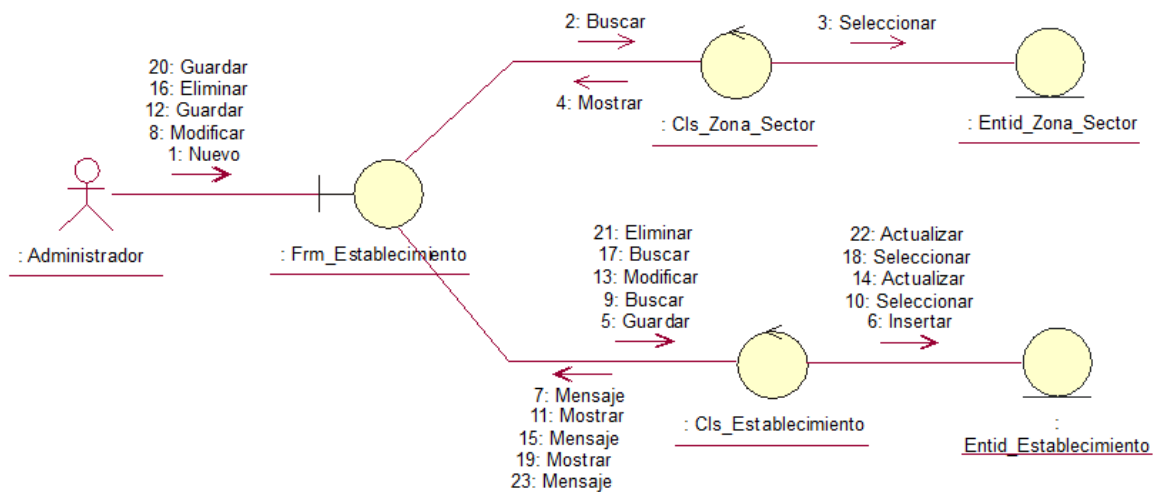 2: Buscar
3: Seleccionar
4: Mostrar
: Cls_Zona_Sector
: Entid_Zona_Sector
20: Guardar
16: Eliminar
12: Guardar
8: Modificar
1: Nuevo
: Administrador
: Frm_Establecimiento
21: Eliminar
17: Buscar
13: Modificar
9: Buscar
5: Guardar
22: Actualizar
18: Seleccionar
14: Actualizar
10: Seleccionar
6: Insertar
7: Mensaje
11: Mostrar
15: Mensaje
19: Mostrar
23: Mensaje
: Cls_Establecimiento
:
Entid_Establecimiento